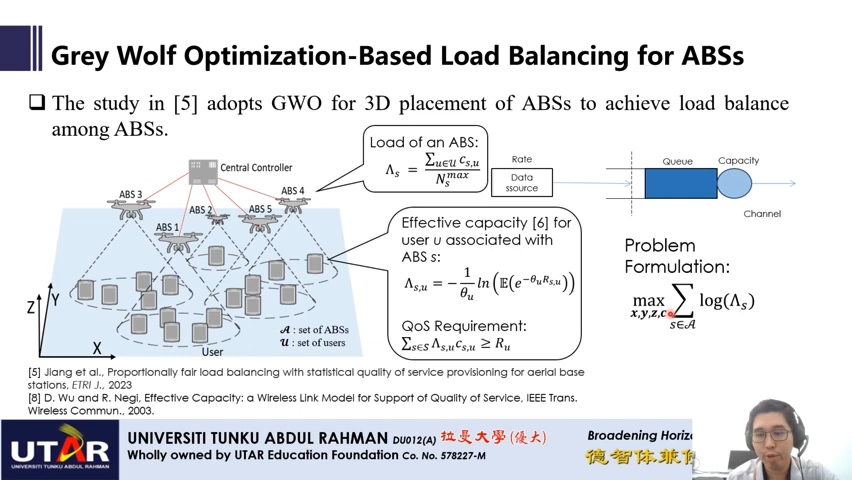 Grey Wolf Optimization-Based Load Balancing for ABSs
❑ The study in [5] adopts GWO for 3D placement of ABSs to achieve load balance
among ABSs.
Central Controller
ABS 3
ABS 4
ABS 2
ABS 5
ABS 1
Z
Y
X
User
𝓐 : set of ABSs
𝓤 : set of users
Load of an ABS:
Λ_s = ∑_{u∈𝒰} c_{s,u} / N_s^{max}
Effective capacity [6] for
user u associated with
ABS s:
Λ_{s,u} = −1/θ_u ln(𝔼(e^{−θ_u R_{s,u}}))
QoS Requirement:
∑_{s∈S} Λ_{s,u} c_{s,u} ≥ R_u
Rate
Data
ssource
Queue
Capacity
Channel
Problem
Formulation:
max_{x,y,z,c} ∑_{s∈𝒜} log(Λ_s)
[5] Jiang et al., Proportionally fair load balancing with statistical quality of service provisioning for aerial base
stations, ETRI J., 2023
[8] D. Wu and R. Negi, Effective Capacity: a Wireless Link Model for Support of Quality of Service, IEEE Trans.
Wireless Commun., 2003.
UTAR
UNIVERSITI TUNKU ABDUL RAHMAN
UNIVERSITI TUNKU ABDUL RAHMAN DU012(A) 拉曼大學(優大)
Wholly owned by UTAR Education Foundation Co. No. 578227-M
Broadening Horizo
德智体兼